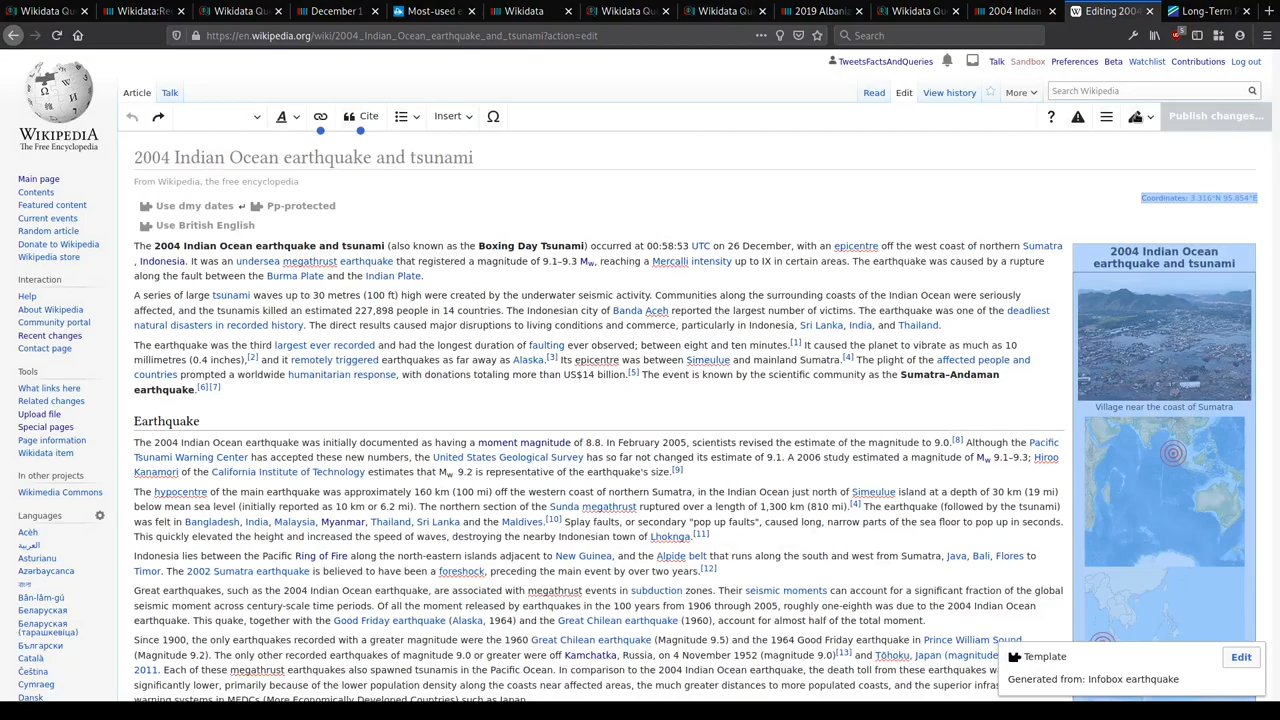 Wikidata Qu
Wikidata:Re
December 1
Most-used e
Wikidata
Wikidata Qu
Wikidata Qu
2019 Albania
Wikidata Qu
2004 Indian
Editing 2004
Long-Term
https://en.wikipedia.org/wiki/2004_Indian_Ocean_earthquake_and_tsunami?action=edit
Search
5
TweetsFactsAndQueries Talk Sandbox Preferences Beta Watchlist Contributions Log out
Article Talk Read Edit View history More Search Wikipedia
A Cite Insert Ω ? Publish changes...
WIKIPEDIA
The Free Encyclopedia
Main page
Contents
Featured content
Current events
Random article
Donate to Wikipedia
Wikipedia store
Interaction
Help
About Wikipedia
Community portal
Recent changes
Contact page
Tools
What links here
Related changes
Upload file
Special pages
Page information
Wikidata item
In other projects
Wikimedia Commons
Languages
Acèh
العربية
Asturianu
Azərbaycanca
বাংলা
Bân-lâm-gú
Беларуская
Беларуская
(тарашкевіца)
Български
Català
Čeština
Cymraeg
Dansk
2004 Indian Ocean earthquake and tsunami
From Wikipedia, the free encyclopedia
Coordinates: 3.316°N 95.854°E
Use dmy dates ↵ Pp-protected
Use British English
The 2004 Indian Ocean earthquake and tsunami (also known as the Boxing Day Tsunami) occurred at 00:58:53 UTC on 26 December, with an epicentre off the west coast of northern Sumatra
, Indonesia. It was an undersea megathrust earthquake that registered a magnitude of 9.1–9.3 Mw, reaching a Mercalli intensity up to IX in certain areas. The earthquake was caused by a rupture
along the fault between the Burma Plate and the Indian Plate.
A series of large tsunami waves up to 30 metres (100 ft) high were created by the underwater seismic activity. Communities along the surrounding coasts of the Indian Ocean were seriously
affected, and the tsunamis killed an estimated 227,898 people in 14 countries. The Indonesian city of Banda Aceh reported the largest number of victims. The earthquake was one of the deadliest
natural disasters in recorded history. The direct results caused major disruptions to living conditions and commerce, particularly in Indonesia, Sri Lanka, India, and Thailand.
The earthquake was the third largest ever recorded and had the longest duration of faulting ever observed; between eight and ten minutes.[1] It caused the planet to vibrate as much as 10
millimetres (0.4 inches),[2] and it remotely triggered earthquakes as far away as Alaska.[3] Its epicentre was between Simeulue and mainland Sumatra.[4] The plight of the affected people and
countries prompted a worldwide humanitarian response, with donations totaling more than US$14 billion.[5] The event is known by the scientific community as the Sumatra–Andaman
earthquake.[6][7]
Earthquake
The 2004 Indian Ocean earthquake was initially documented as having a moment magnitude of 8.8. In February 2005, scientists revised the estimate of the magnitude to 9.0.[8] Although the Pacific
Tsunami Warning Center has accepted these new numbers, the United States Geological Survey has so far not changed its estimate of 9.1. A 2006 study estimated a magnitude of Mw 9.1–9.3; Hiroo
Kanamori of the California Institute of Technology estimates that Mw 9.2 is representative of the earthquake's size.[9]
The hypocentre of the main earthquake was approximately 160 km (100 mi) off the western coast of northern Sumatra, in the Indian Ocean just north of Simeulue island at a depth of 30 km (19 mi)
below mean sea level (initially reported as 10 km or 6.2 mi). The northern section of the Sunda megathrust ruptured over a length of 1,300 km (810 mi).[4] The earthquake (followed by the tsunami)
was felt in Bangladesh, India, Malaysia, Myanmar, Thailand, Sri Lanka and the Maldives.[10] Splay faults, or secondary "pop up faults", caused long, narrow parts of the sea floor to pop up in seconds.
This quickly elevated the height and increased the speed of waves, destroying the nearby Indonesian town of Lhoknga.[11]
Indonesia lies between the Pacific Ring of Fire along the north-eastern islands adjacent to New Guinea, and the Alpide belt that runs along the south and west from Sumatra, Java, Bali, Flores to
Timor. The 2002 Sumatra earthquake is believed to have been a foreshock, preceding the main event by over two years.[12]
Great earthquakes, such as the 2004 Indian Ocean earthquake, are associated with megathrust events in subduction zones. Their seismic moments can account for a significant fraction of the global
seismic moment across century-scale time periods. Of all the moment released by earthquakes in the 100 years from 1906 through 2005, roughly one-eighth was due to the 2004 Indian Ocean
earthquake. This quake, together with the Good Friday earthquake (Alaska, 1964) and the Great Chilean earthquake (1960), account for almost half of the total moment.
Since 1900, the only earthquakes recorded with a greater magnitude were the 1960 Great Chilean earthquake (Magnitude 9.5) and the 1964 Good Friday earthquake in Prince William Sound
(Magnitude 9.2). The only other recorded earthquakes of magnitude 9.0 or greater were off Kamchatka, Russia, on 4 November 1952 (magnitude 9.0)[13] and Tōhoku, Japan (magnitude
2011. Each of these megathrust earthquakes also spawned tsunamis in the Pacific Ocean. In comparison to the 2004 Indian Ocean earthquake, the death toll from these earthquakes w
significantly lower, primarily because of the lower population density along the coasts near affected areas, the much greater distances to more populated coasts, and the superior infras
warning systems in MEDCs (More Economically Developed Countries) such as Japan.
2004 Indian Ocean
earthquake and tsunami
Village near the coast of Sumatra
Template
Edit
Generated from: Infobox earthquake